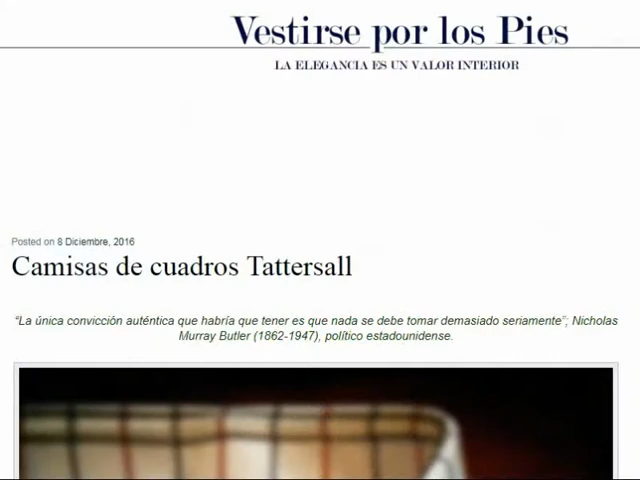 Vestirse por los Pies
LA ELEGANCIA ES UN VALOR INTERIOR
Posted on 8 Diciembre, 2016
Camisas de cuadros Tattersall
“La única convicción auténtica que habría que tener es que nada se debe tomar demasiado seriamente”; Nicholas
Murray Butler (1862-1947), político estadounidense.